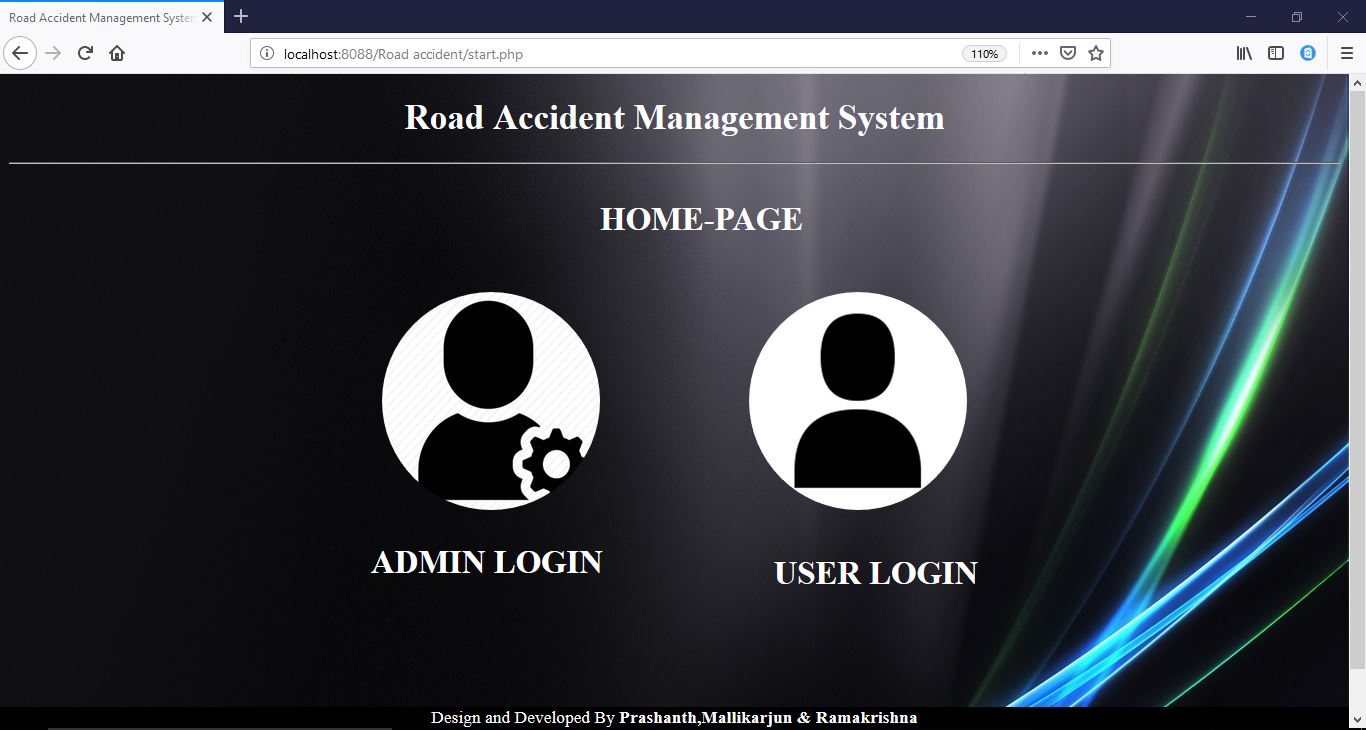 Road Accident Management System
localhost:8088/Road accident/start.php
110%
Road Accident Management System
HOME-PAGE
ADMIN LOGIN
USER LOGIN
Design and Developed By Prashanth,Mallikarjun & Ramakrishna